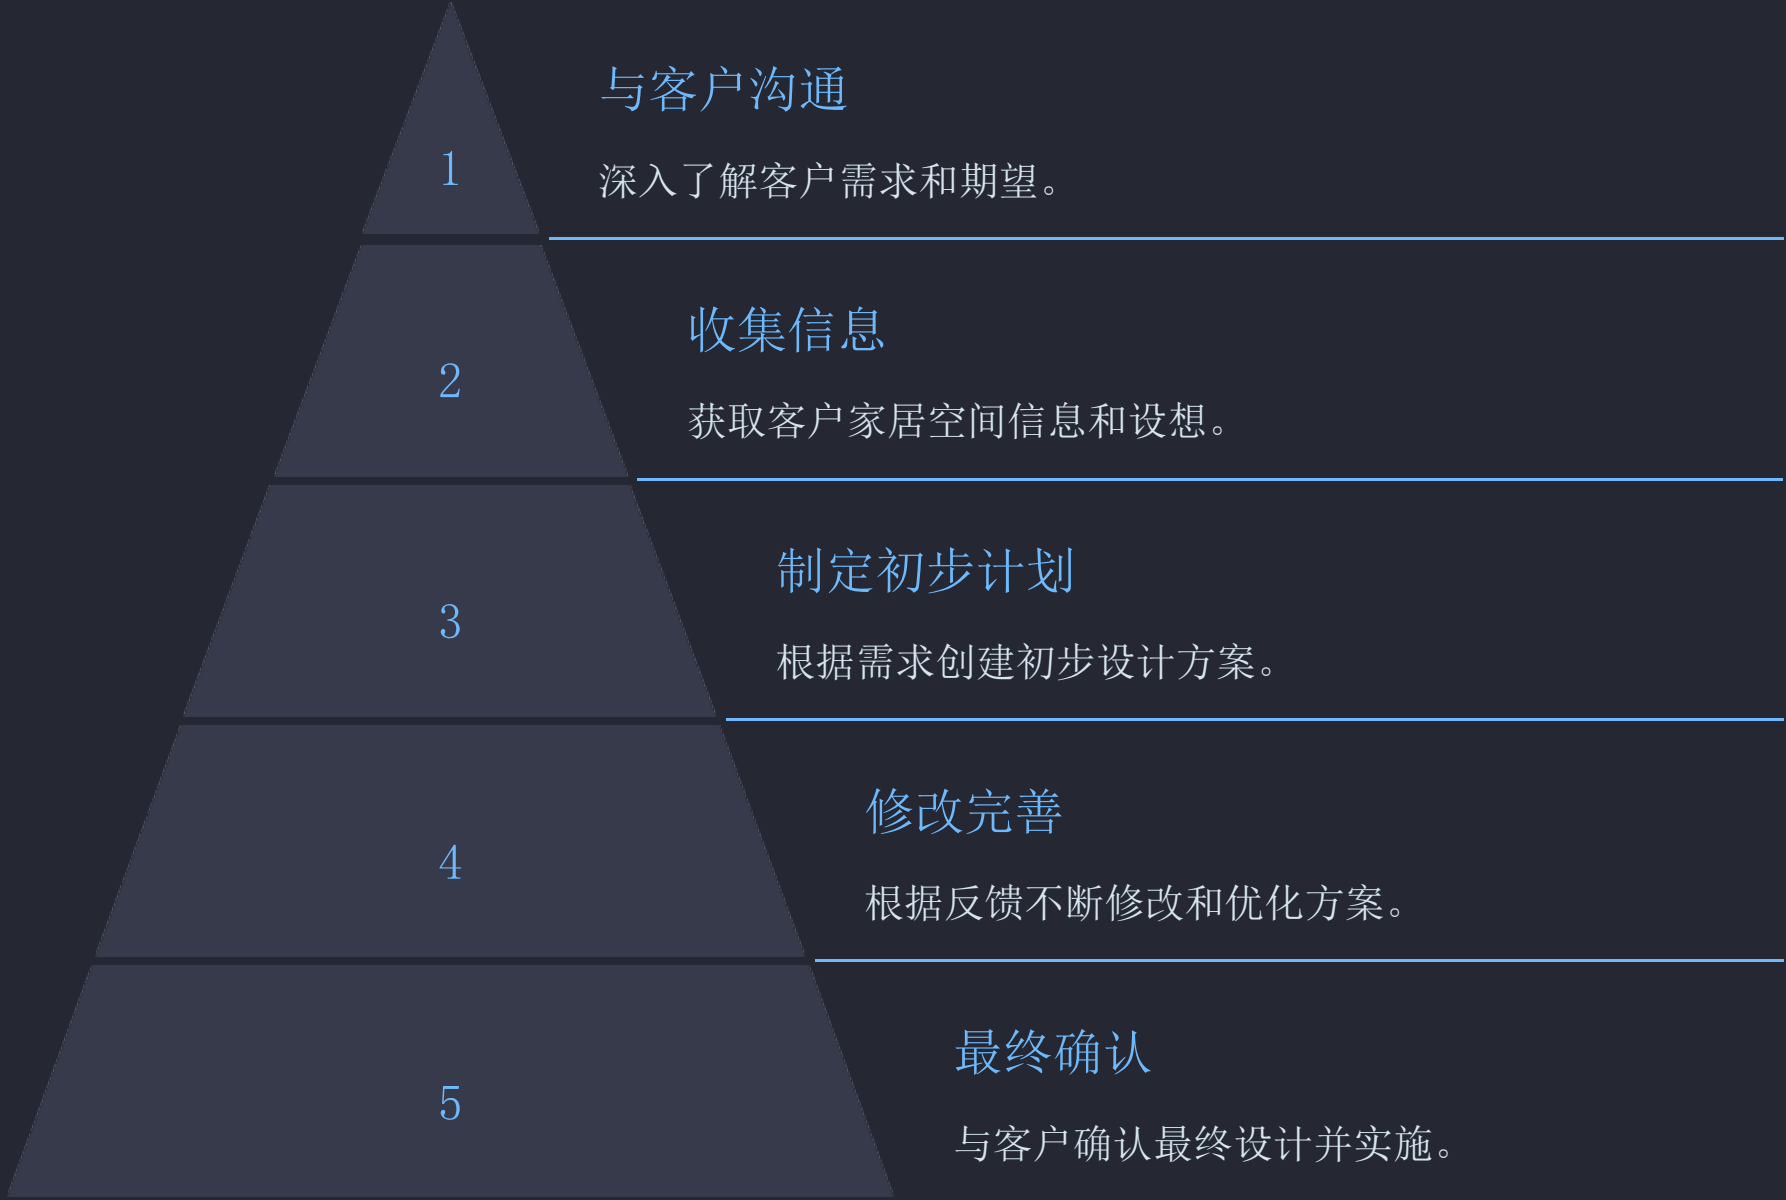 1
与客户沟通
深入了解客户需求和期望。
2
收集信息
获取客户家居空间信息和设想。
3
制定初步计划
根据需求创建初步设计方案。
4
修改完善
根据反馈不断修改和优化方案。
5
最终确认
与客户确认最终设计并实施。